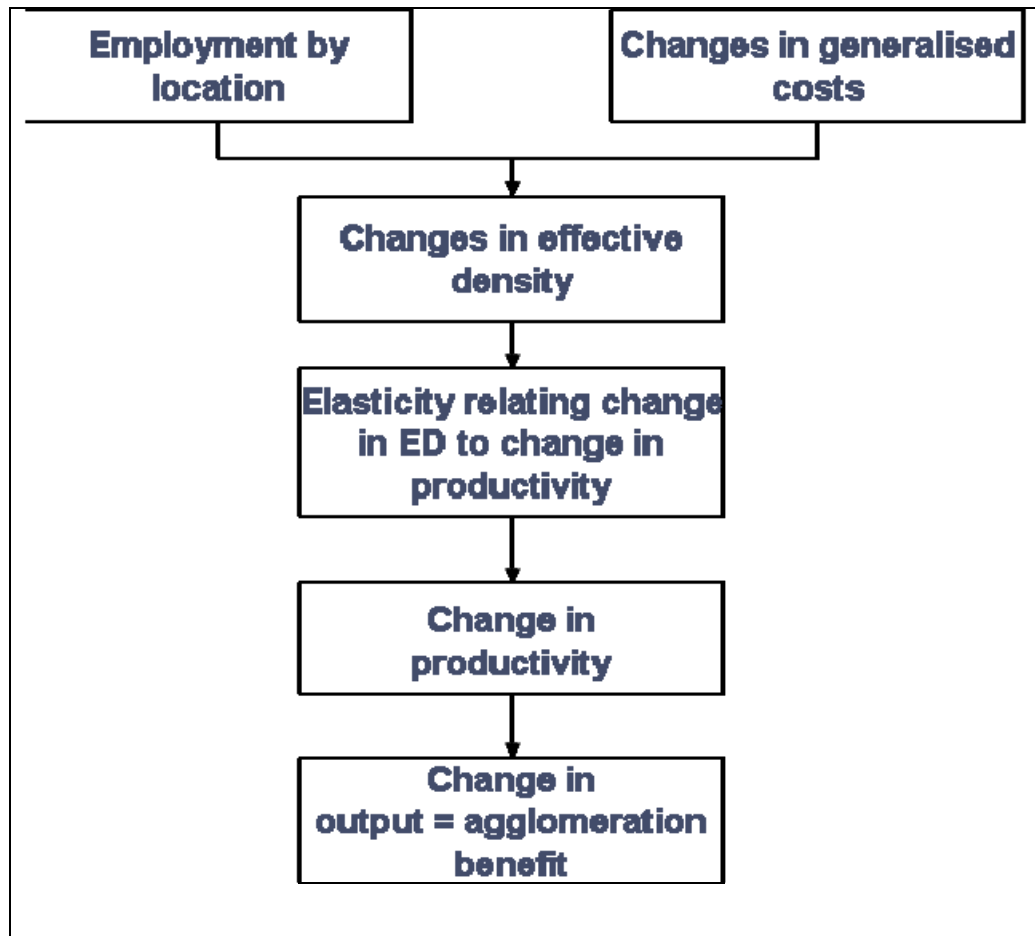 Employment by
location
Changes in generalised
costs
Changes in effective
density
Elasticity relating change
in ED to change in
productivity
Change in
productivity
Change in
output = agglomeration
benefit